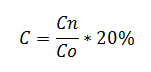 C = Cn/Co * 20%